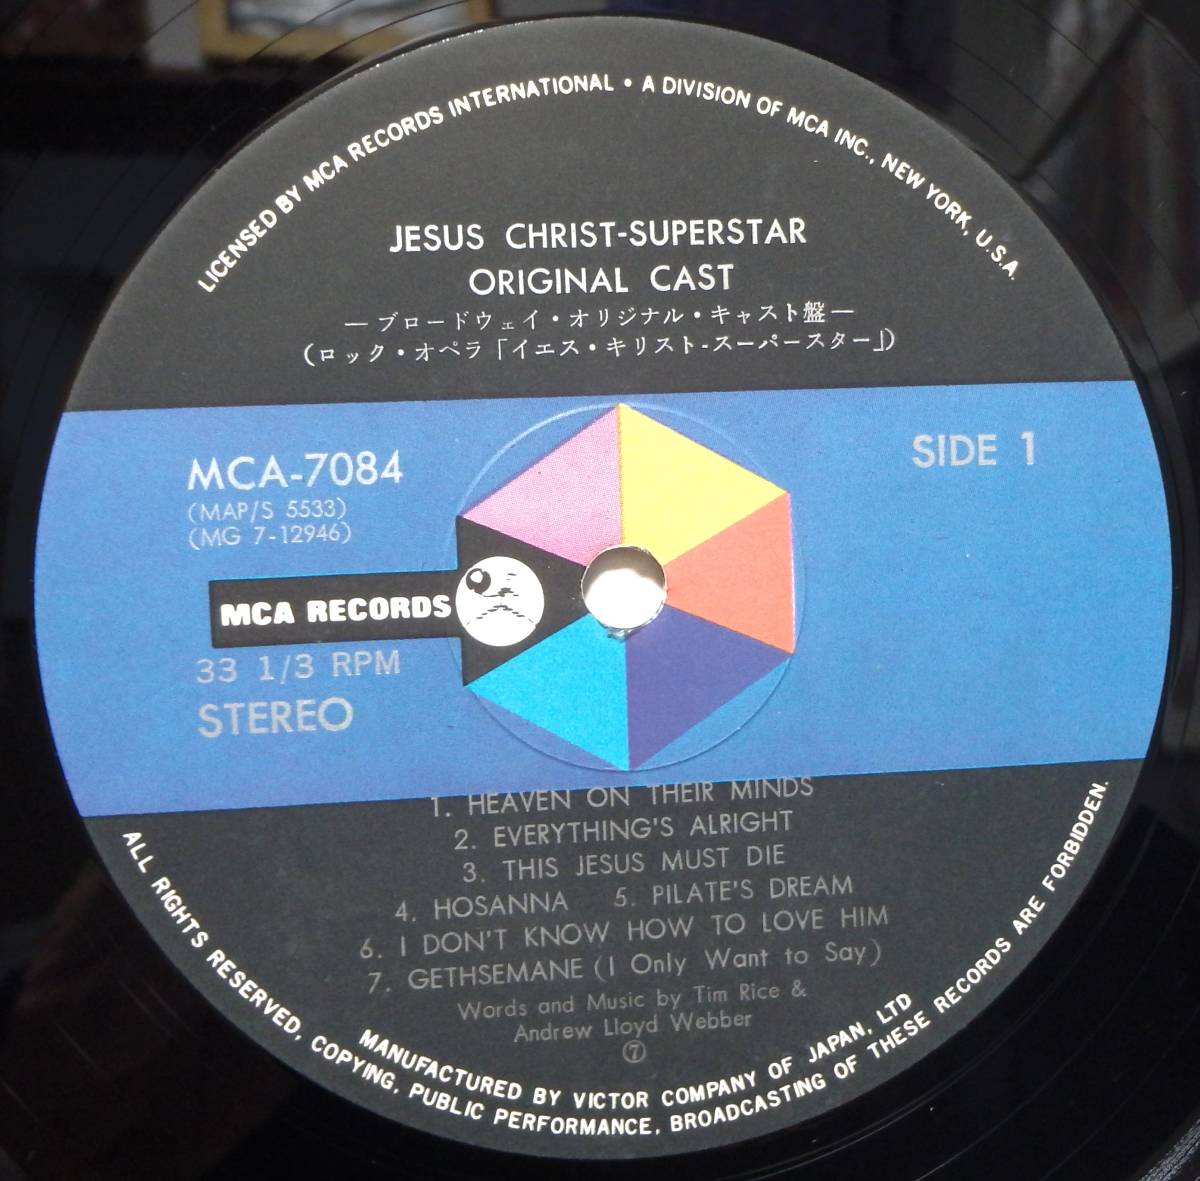 LICENSED BY MCA RECORDS INTERNATIONAL • A DIVISION OF MCA INC., NEW YORK, U.S.A.
JESUS CHRIST-SUPERSTAR
ORIGINAL CAST
―ブロードウェイ・オリジナル・キャスト盤―
(ロック・オペラ「イエス・キリスト-スーパースター」)
MCA-7084
(MAP/S 5533)
(MG 7-12946)
SIDE 1
MCA RECORDS
33 1/3 RPM
STEREO
1. HEAVEN ON THEIR MINDS
2. EVERYTHING'S ALRIGHT
3. THIS JESUS MUST DIE
4. HOSANNA 5. PILATE'S DREAM
6. I DON'T KNOW HOW TO LOVE HIM
7. GETHSEMANE (I Only Want to Say)
Words and Music by Tim Rice &
Andrew Lloyd Webber
⑦
MANUFACTURED BY VICTOR COMPANY OF JAPAN, LTD
ALL RIGHTS RESERVED, COPYING, PUBLIC PERFORMANCE, BROADCASTING OF THESE RECORDS ARE FORBIDDEN.